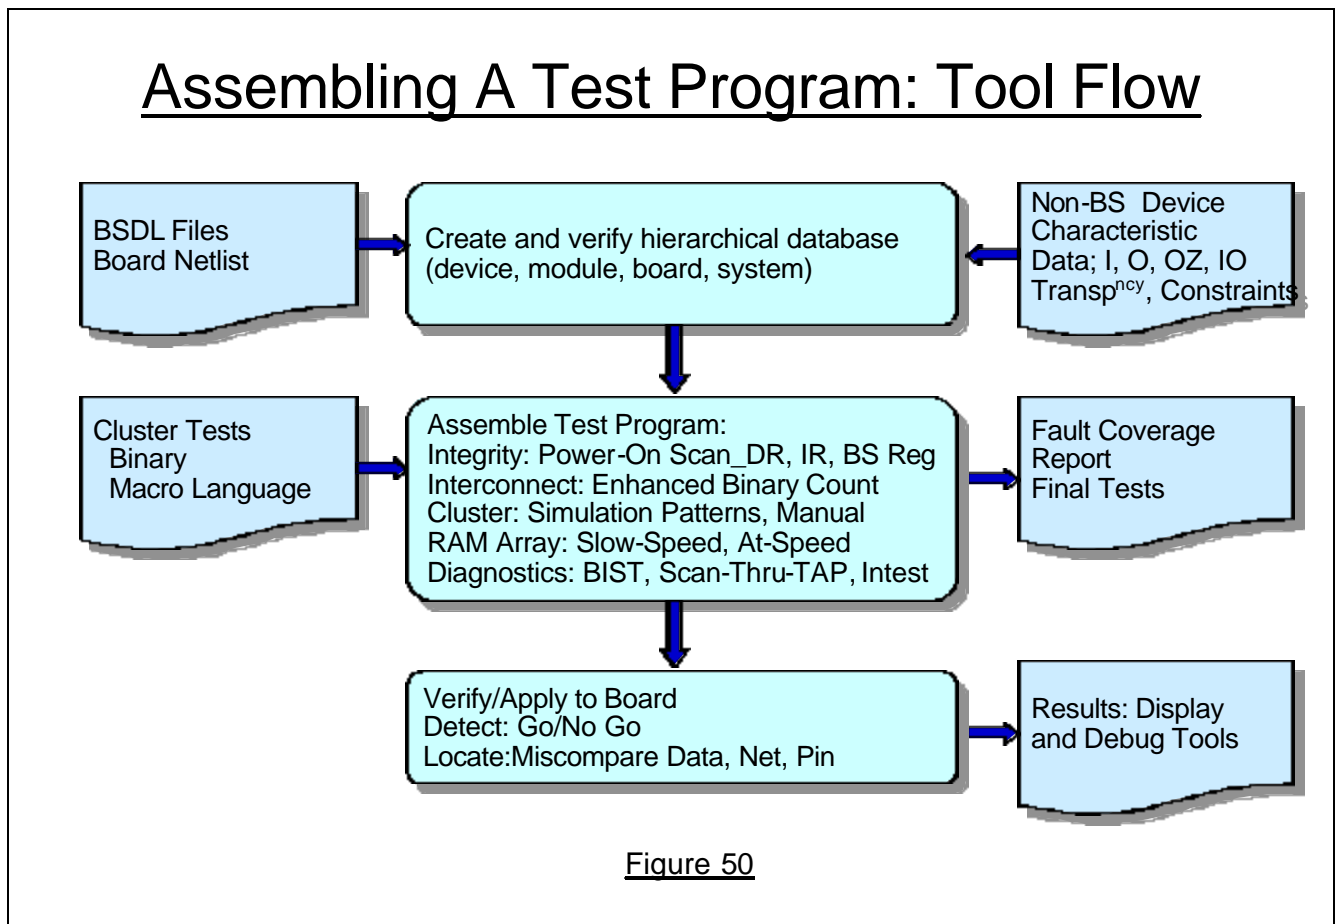 Assembling A Test Program: Tool Flow
BSDL Files
Board Netlist
Create and verify hierarchical database
(device, module, board, system)
Non-BS Device
Characteristic
Data; I, O, OZ, IO
Transpⁿᶜʸ, Constraints
Cluster Tests
Binary
Macro Language
Assemble Test Program:
Integrity: Power-On Scan_DR, IR, BS Reg
Interconnect: Enhanced Binary Count
Cluster: Simulation Patterns, Manual
RAM Array: Slow-Speed, At-Speed
Diagnostics: BIST, Scan-Thru-TAP, Intest
Fault Coverage
Report
Final Tests
Verify/Apply to Board
Detect: Go/No Go
Locate:Miscompare Data, Net, Pin
Results: Display
and Debug Tools
Figure 50